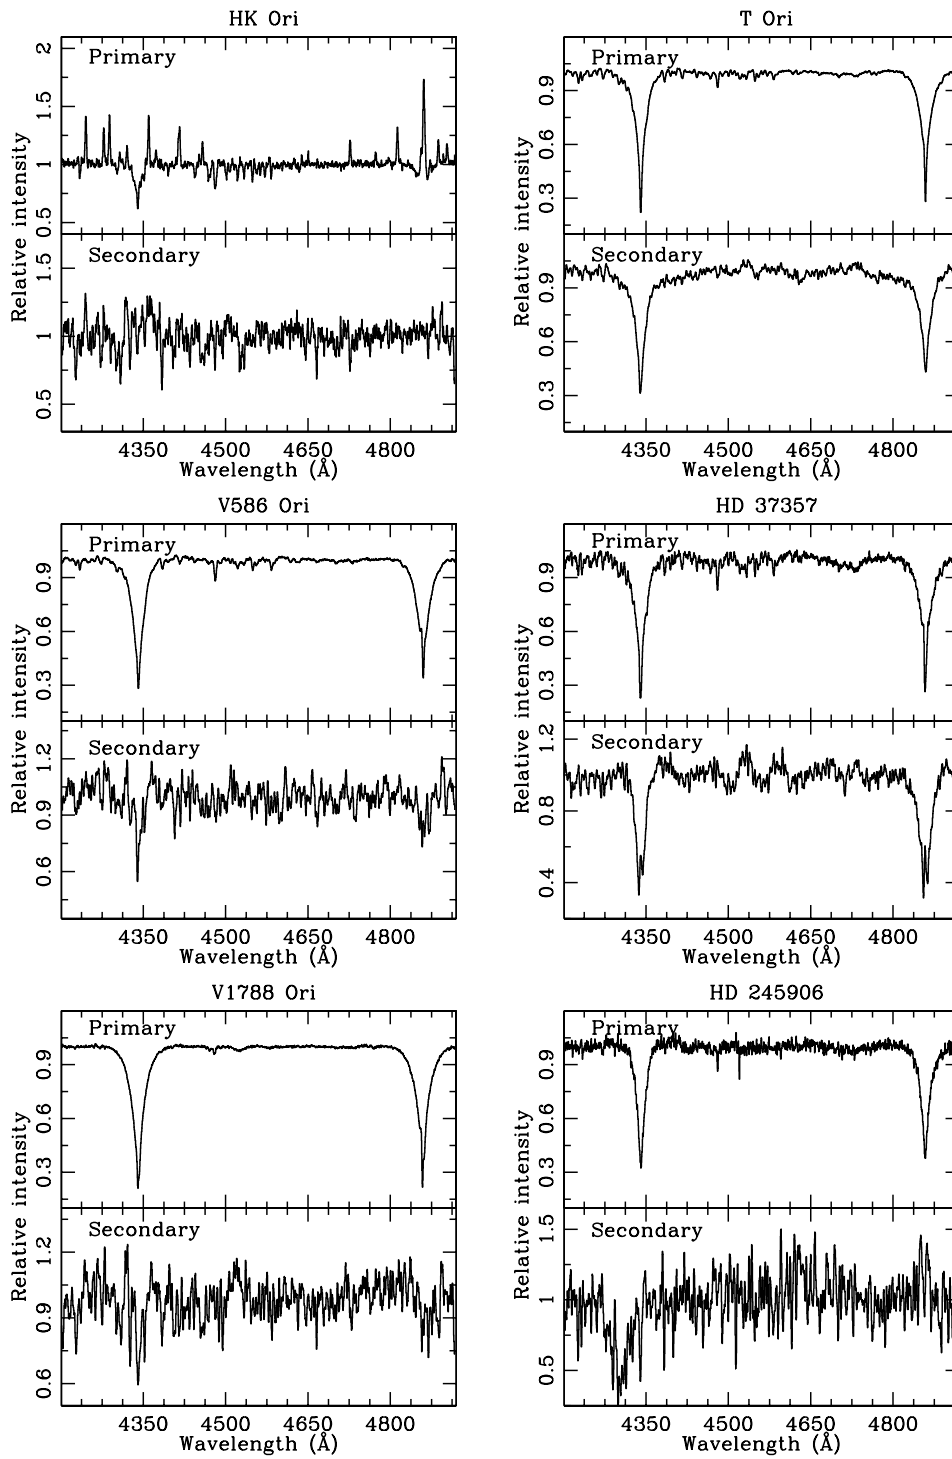 HK Ori
T Ori
2
1.5
1
0.5
Primary
Relative intensity
0.9
0.6
0.3
Primary
Relative intensity
1.5
1
0.5
Secondary
0.9
0.6
0.3
Secondary
4350 4500 4650 4800
Wavelength (Å)
4350 4500 4650 4800
Wavelength (Å)
V586 Ori
HD 37357
0.9
0.6
0.3
Primary
Relative intensity
0.9
0.6
0.3
Primary
Relative intensity
1.2
0.9
0.6
Secondary
1.2
0.8
0.4
Secondary
4350 4500 4650 4800
Wavelength (Å)
4350 4500 4650 4800
Wavelength (Å)
V1788 Ori
HD 245906
0.9
0.6
0.3
Primary
Relative intensity
0.9
0.6
0.3
Primary
Relative intensity
1.2
0.9
0.6
Secondary
1.5
1
0.5
Secondary
4350 4500 4650 4800
Wavelength (Å)
4350 4500 4650 4800
Wavelength (Å)